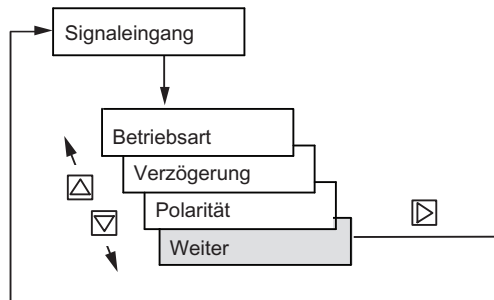 Signaleingang
Betriebsart
Verzögerung
Polarität
Weiter